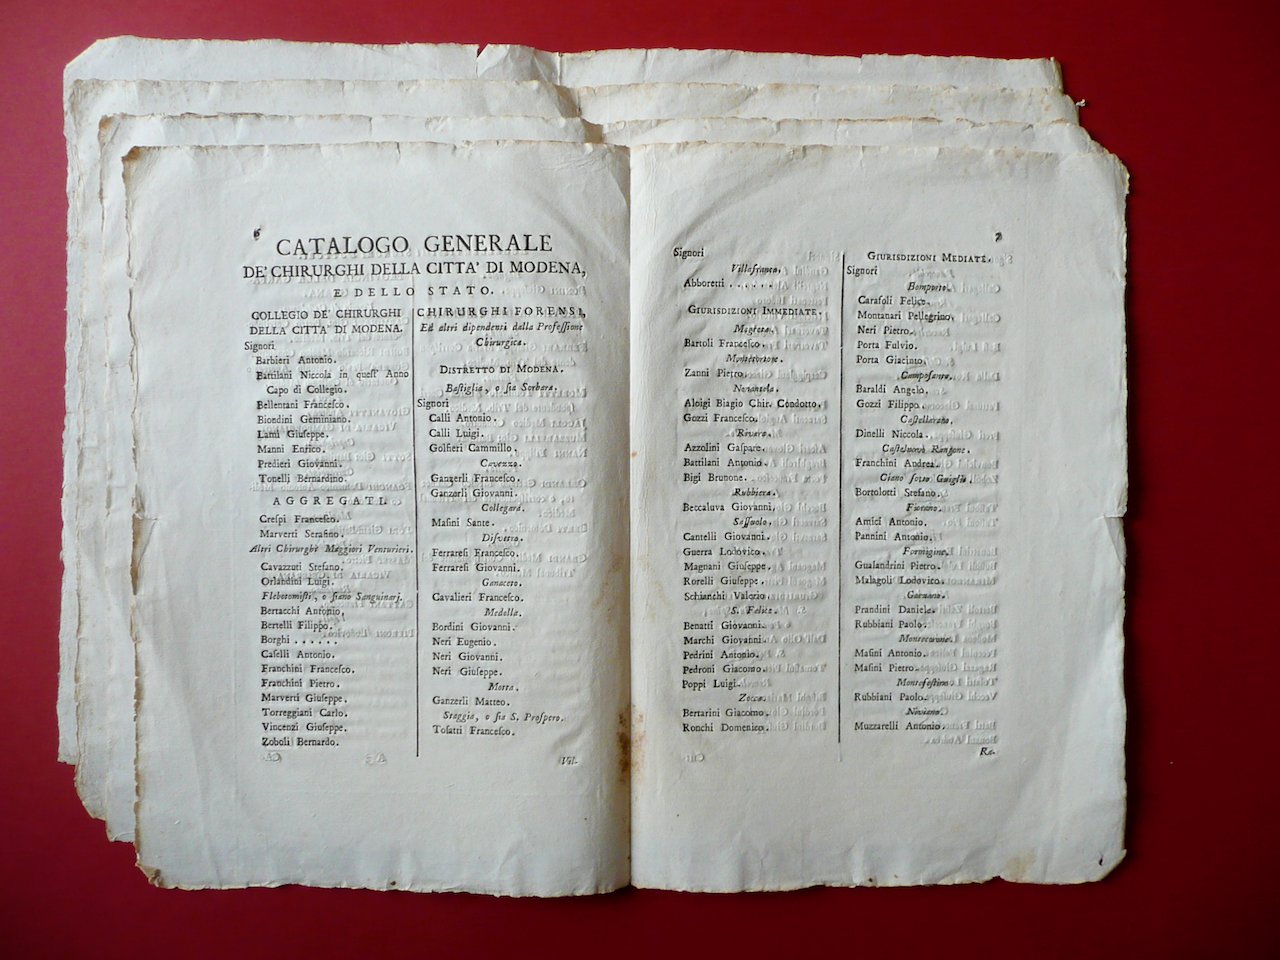 6
CATALOGO GENERALE
DE' CHIRURGHI DELLA CITTA' DI MODENA,
E DELLO STATO.
COLLEGIO DE' CHIRURGHI
DELLA CITTA' DI MODENA.
Signori
Barbieri Antonio.
Battilani Niccola in quest' Anno
Capo di Collegio.
Bellentani Francesco.
Biondini Geminiano.
Lami Giuseppe.
Manni Enrico.
Predieri Giovanni.
Tonelli Bernardino.
AGGREGATI.
Crespi Francesco.
Marverti Serafino.
Altri Chirurghi Maggiori Venturieri.
Cavazzuti Stefano.
Orlandini Luigi.
Flebotomisti, o siano Sanguinarj.
Bertacchi Antonio.
Bertelli Filippo.
Borghi . . . . . .
Caselli Antonio.
Franchini Francesco.
Franchini Pietro.
Marverti Giuseppe.
Torreggiani Carlo.
Vincenzi Giuseppe.
Zoboli Bernardo.
CHIRURGHI FORENSI,
Ed altri dipendenti dalla Professione
Chirurgica.
DISTRETTO DI MODENA.
Bastiglia, o sia Sorbara.
Signori
Calli Antonio.
Calli Luigi.
Golfieri Cammillo.
Cavezzo.
Ganzerli Francesco.
Ganzerli Giovanni.
Collegara.
Masini Sante.
Disvetro.
Ferraresi Francesco.
Ferraresi Giovanni.
Ganaceto.
Cavalieri Francesco.
Medolla.
Bordini Giovanni.
Neri Eugenio.
Neri Giovanni.
Neri Giuseppe.
Motta.
Ganzerli Matteo.
Staggia, o sia S. Prospero.
Tosatti Francesco.
Vil-
7
Signori
Villafranca.
Abboretti . . . . . .
GIURISDIZIONI IMMEDIATE.
Magreta.
Bartoli Francesco.
Montetortone.
Zanni Pietro.
Nonantola.
Aloigi Biagio Chir. Condotto.
Gozzi Francesco.
Rivara.
Azzolini Gaspare.
Battilani Antonio.
Bigi Brunone.
Rubbiera.
Beccaluva Giovanni.
Sassuolo.
Cantelli Giovanni.
Guerra Lodovico.
Magnani Giuseppe.
Rorelli Giuseppe.
Schianchi Valerio.
S. Felice.
Benatti Giovanni.
Marchi Giovanni.
Pedrini Antonio.
Pedroni Giacomo.
Poppi Luigi.
Zocca.
Bertarini Giacomo.
Ronchi Domenico.
GIURISDIZIONI MEDIATE.
Signori
Bomporto.
Carafoli Felice.
Montanari Pellegrino.
Neri Pietro.
Porta Fulvio.
Porta Giacinto.
Camposanto.
Baraldi Angelo.
Gozzi Filippo.
Castellarano.
Dinelli Niccola.
Castelnuovo Rangone.
Franchini Andrea.
Ciano sotto Guiglia.
Bortolotti Stefano.
Fiorano.
Amici Antonio.
Pannini Antonio.
Formigine.
Gualandrini Pietro.
Malagoli Lodovico.
Gorzano.
Prandini Daniele.
Rubbiani Paolo.
Montecorone.
Masini Antonio.
Masini Pietro.
Montefestino.
Rubbiani Paolo.
Noviano.
Muzzarelli Antonio.
Ra-